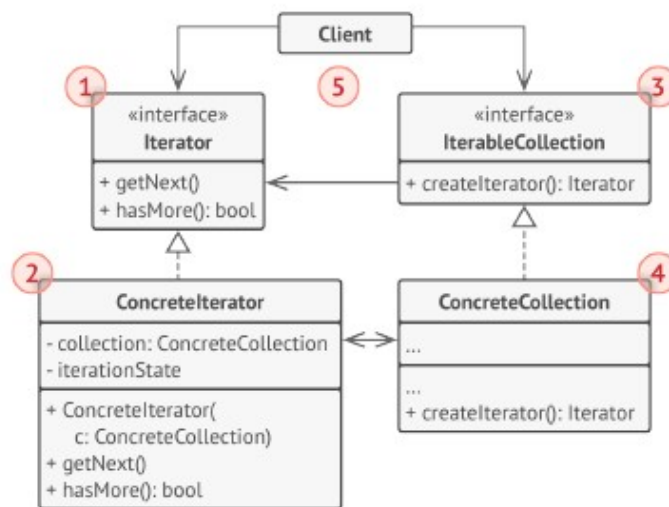 Client
1
5
3
«interface»
Iterator
+ getNext()
+ hasMore(): bool
«interface»
IterableCollection
+ createIterator(): Iterator
2
ConcreteIterator
- collection: ConcreteCollection
- iterationState
+ ConcreteIterator(
c: ConcreteCollection)
+ getNext()
+ hasMore(): bool
4
ConcreteCollection
...
...
+ createIterator(): Iterator